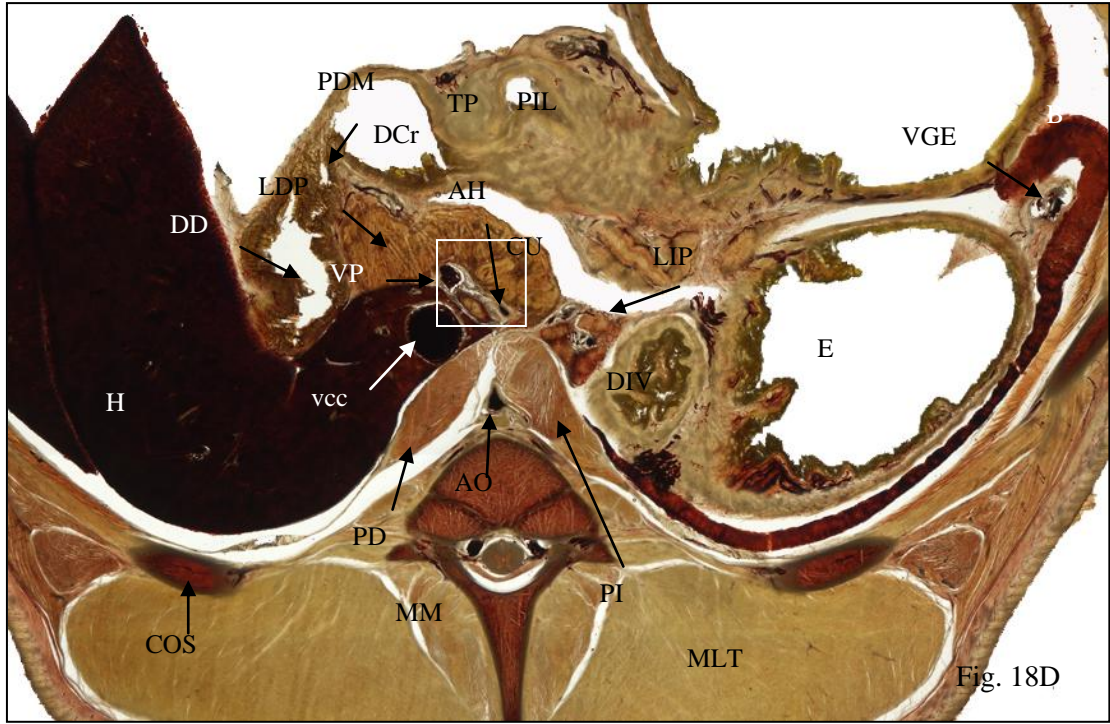 PDM
TP
PIL
DCr
B
VGE
LDP
AH
DD
CU
LIP
VP
E
DIV
vcc
H
AO
PD
PI
MM
COS
MLT
Fig. 18D